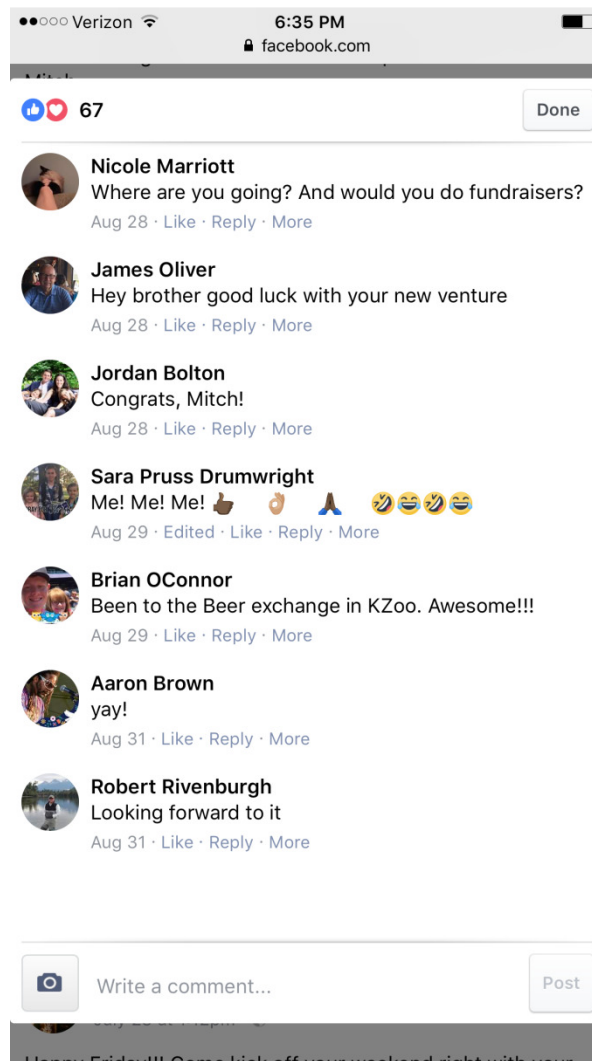 Verizon 6:35 PM
facebook.com
67 Done
Nicole Marriott
Where are you going? And would you do fundraisers?
Aug 28 · Like · Reply · More
James Oliver
Hey brother good luck with your new venture
Aug 28 · Like · Reply · More
Jordan Bolton
Congrats, Mitch!
Aug 28 · Like · Reply · More
Sara Pruss Drumwright
Me! Me! Me! 👍🏾 👌🏼 🙏🏾 🤣😂🤣😂
Aug 29 · Edited · Like · Reply · More
Brian OConnor
Been to the Beer exchange in KZoo. Awesome!!!
Aug 29 · Like · Reply · More
Aaron Brown
yay!
Aug 31 · Like · Reply · More
Robert Rivenburgh
Looking forward to it
Aug 31 · Like · Reply · More
Write a comment... Post